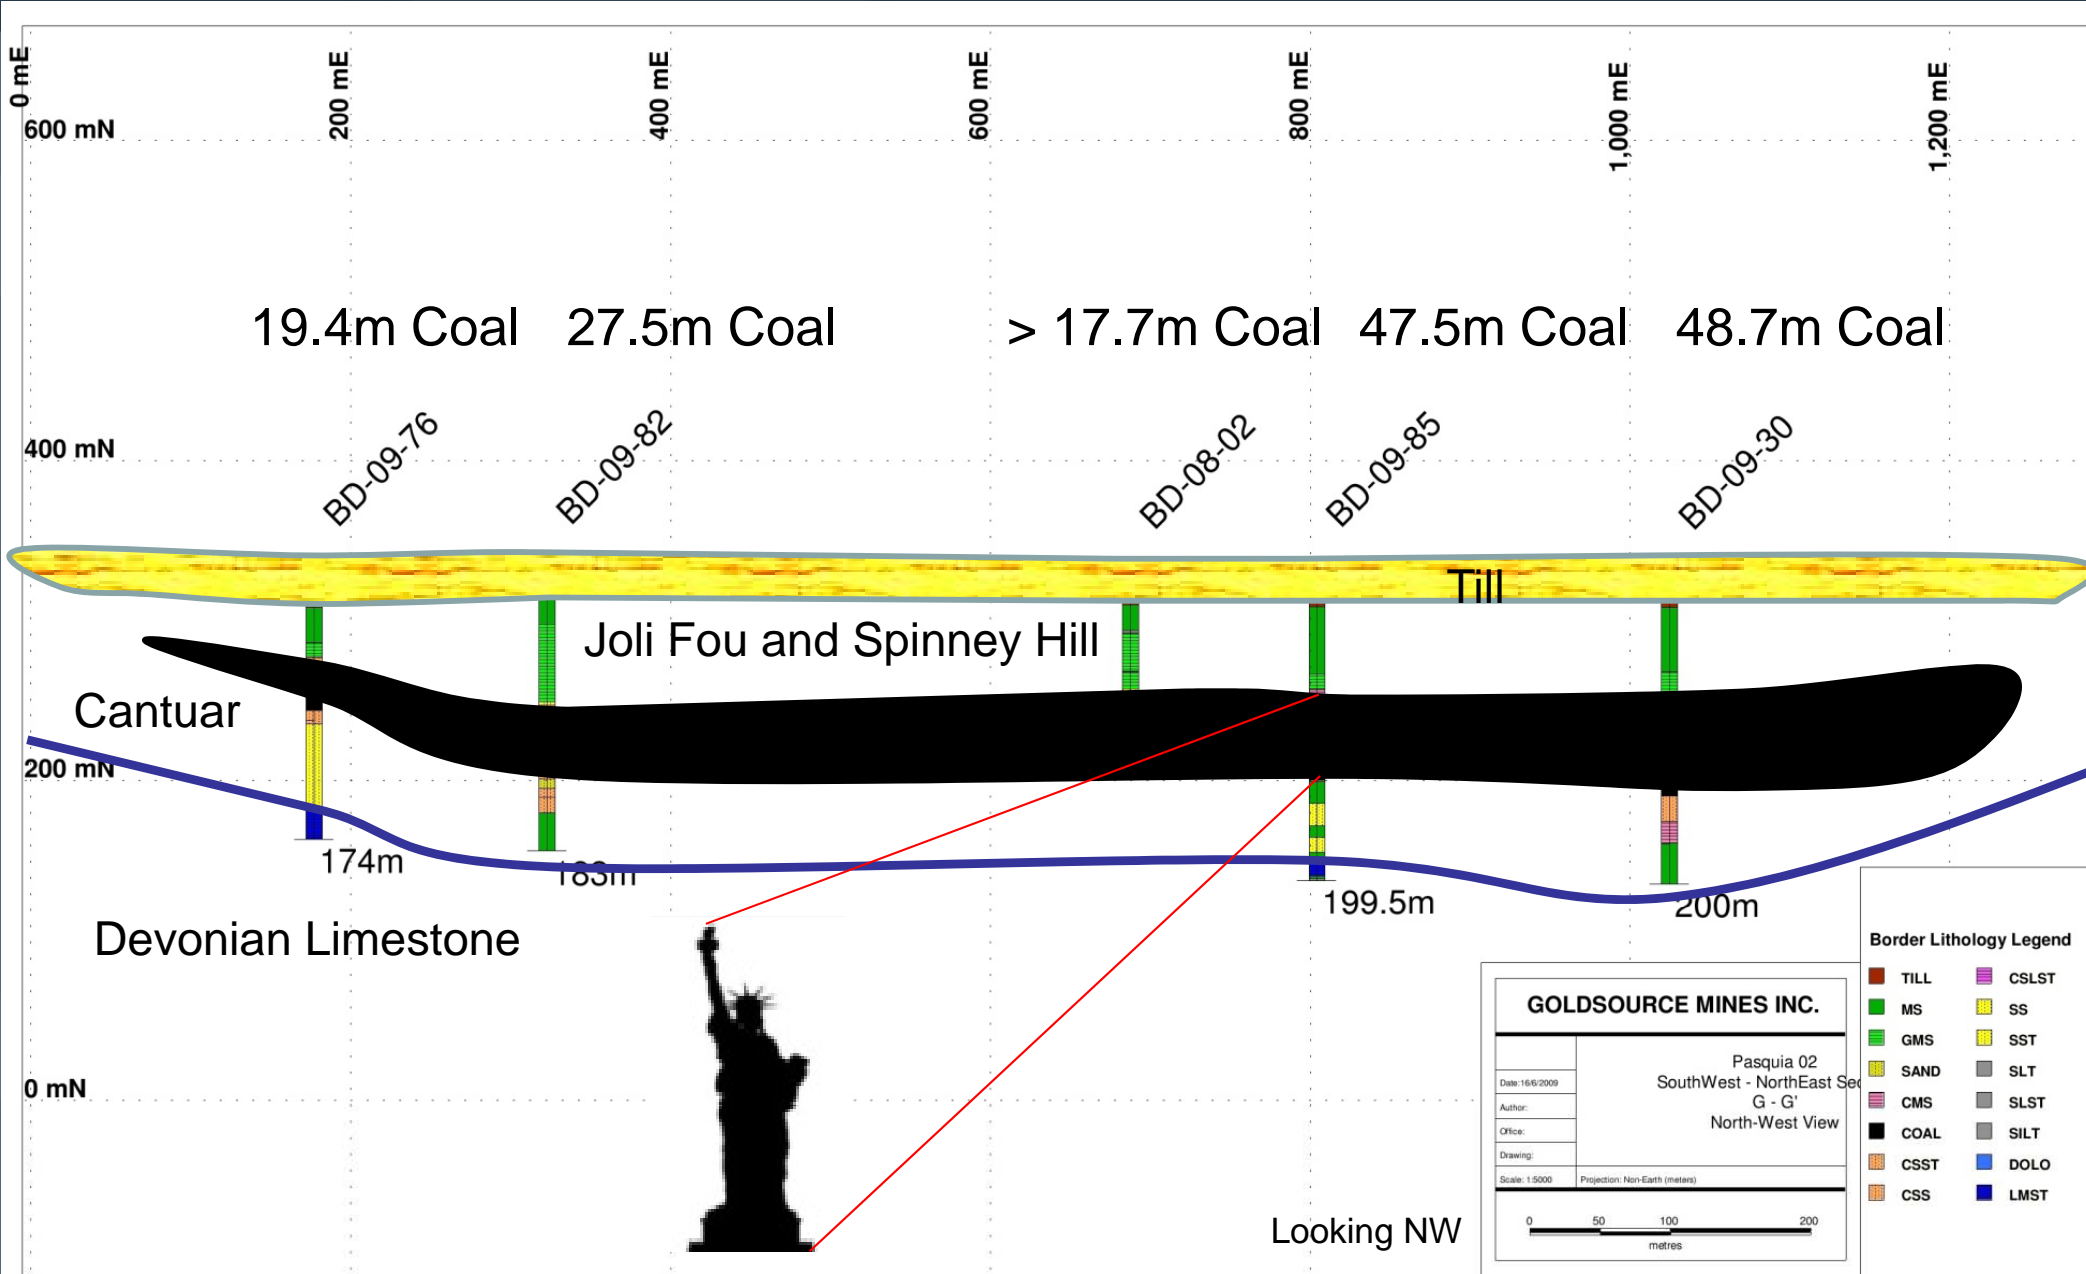 0 mE
200 mE
400 mE
600 mE
800 mE
1,000 mE
1,200 mE
600 mN
19.4m Coal
27.5m Coal
> 17.7m Coal
47.5m Coal
48.7m Coal
400 mN
BD-09-76
BD-09-82
BD-08-02
BD-09-85
BD-09-30
Till
Joli Fou and Spinney Hill
Cantuar
200 mN
174m
183m
199.5m
200m
Devonian Limestone
0 mN
Looking NW
GOLDSOURCE MINES INC.
Pasquia 02
SouthWest - NorthEast Sec
G - G'
North-West View
Date:16/6/2009
Author:
Office:
Drawing:
Scale: 1:5000
Projection: Non-Earth (meters)
0 50 100 200
metres
Border Lithology Legend
TILL CSLST
MS SS
GMS SST
SAND SLT
CMS SLST
COAL SILT
CSST DOLO
CSS LMST